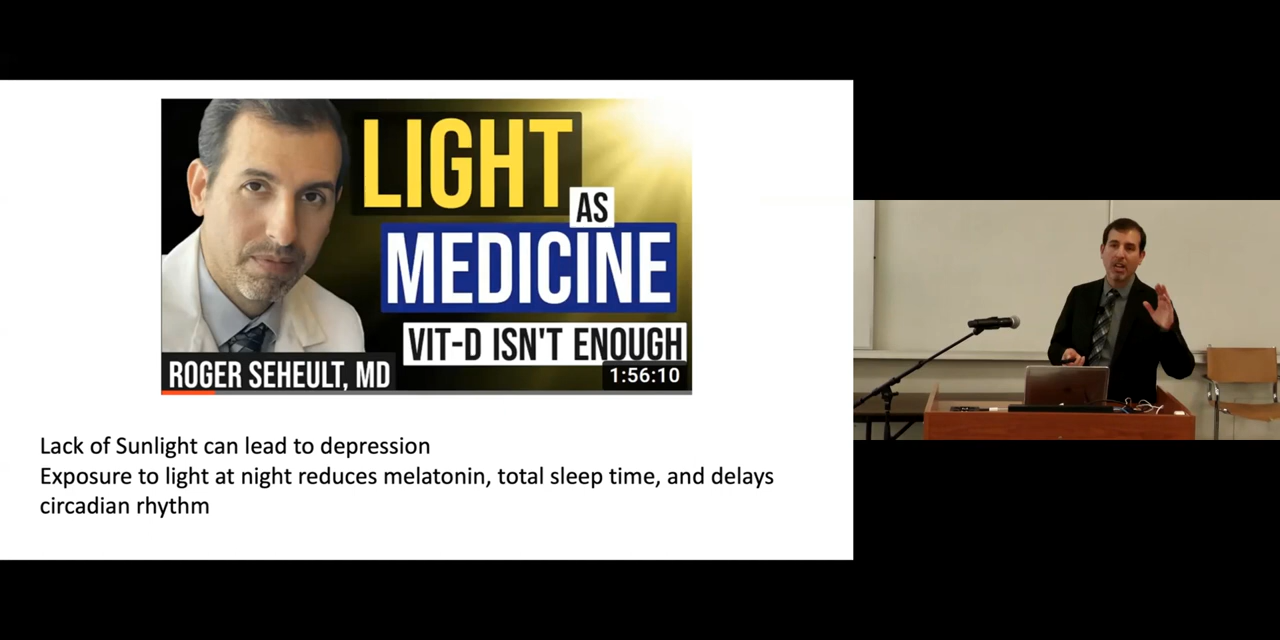 LIGHT
AS
MEDICINE
VIT-D ISN'T ENOUGH
ROGER SEHEULT, MD
1:56:10
Lack of Sunlight can lead to depression
Exposure to light at night reduces melatonin, total sleep time, and delays
circadian rhythm